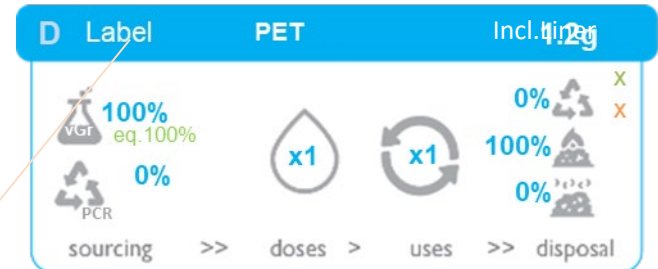 D Label PET Incl.Liner 1.2g
100% 0% X
vGr eq.100% X
x1 x1 100%
0% 0%
PCR
sourcing >> doses > uses >> disposal